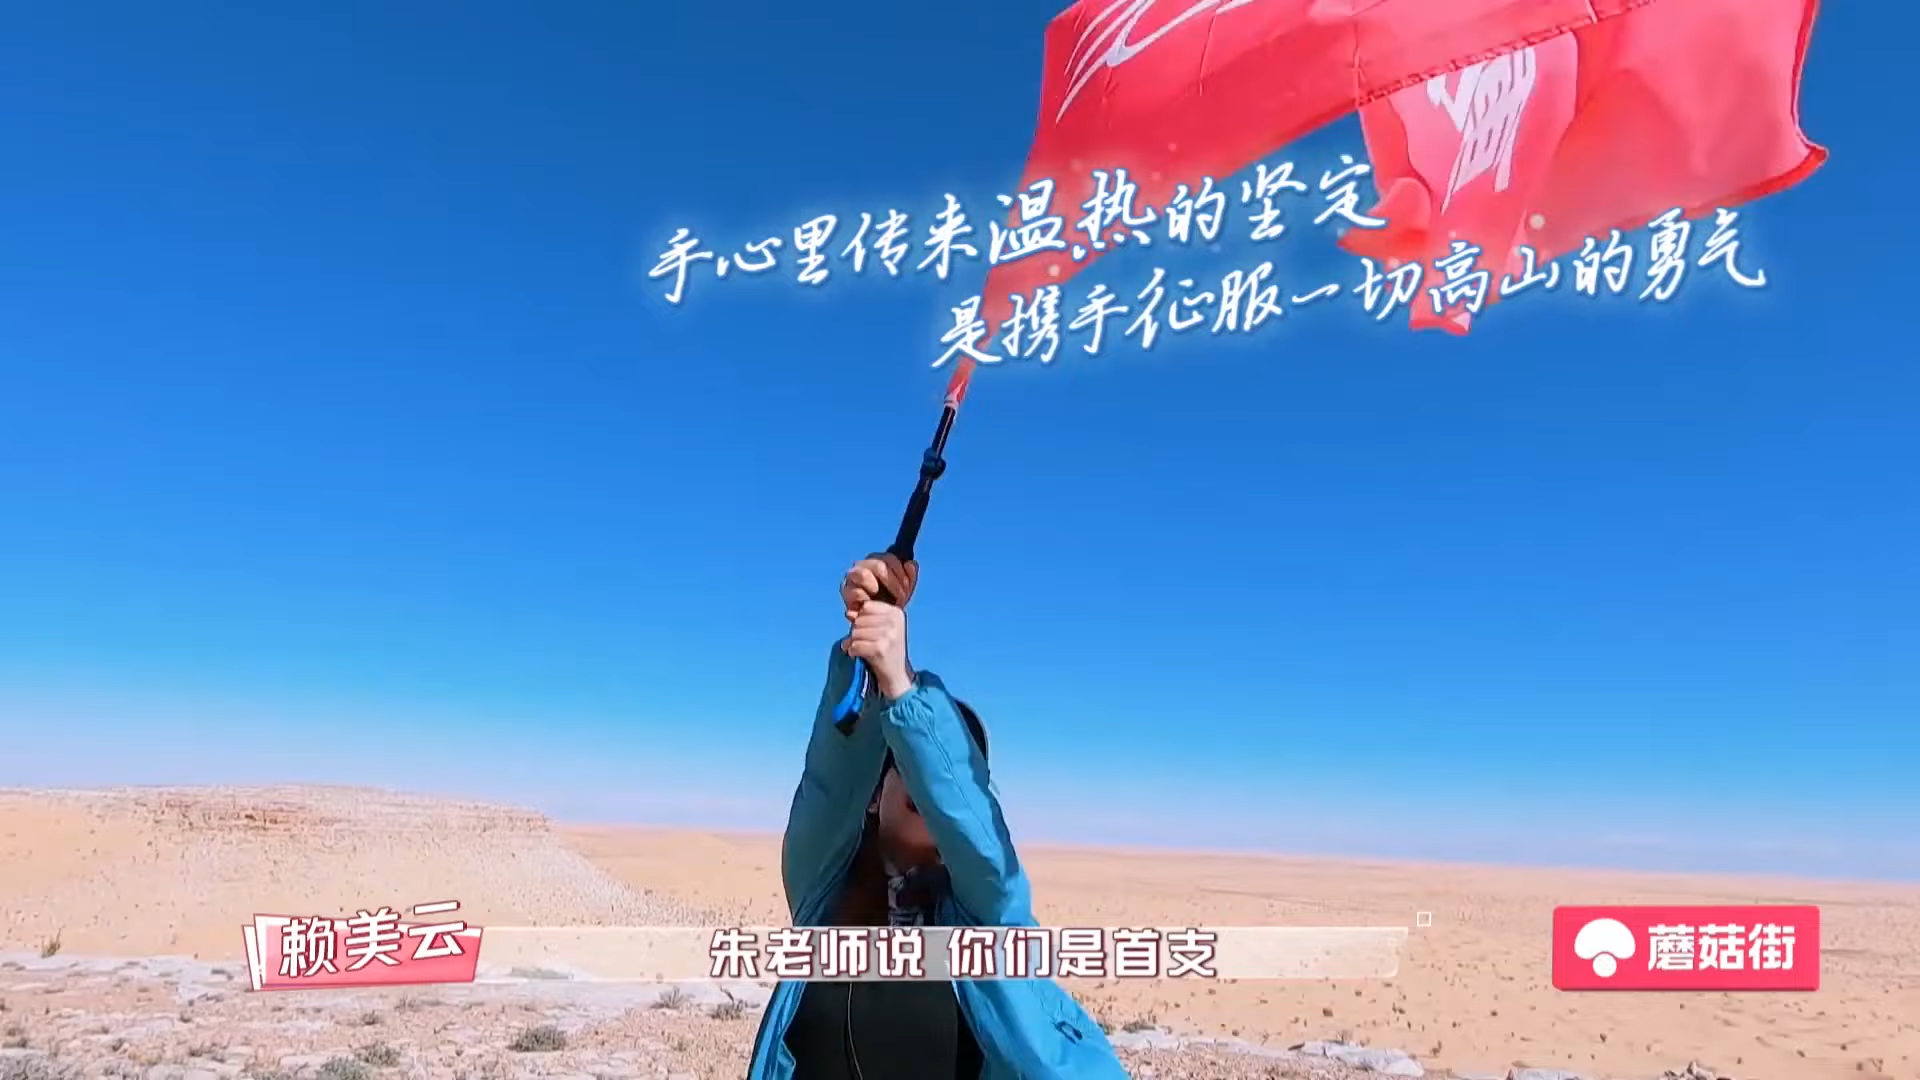 手心里传来温热的坚定
是携手征服一切高山的勇气
赖美云
朱老师说 你们是首支
蘑菇街